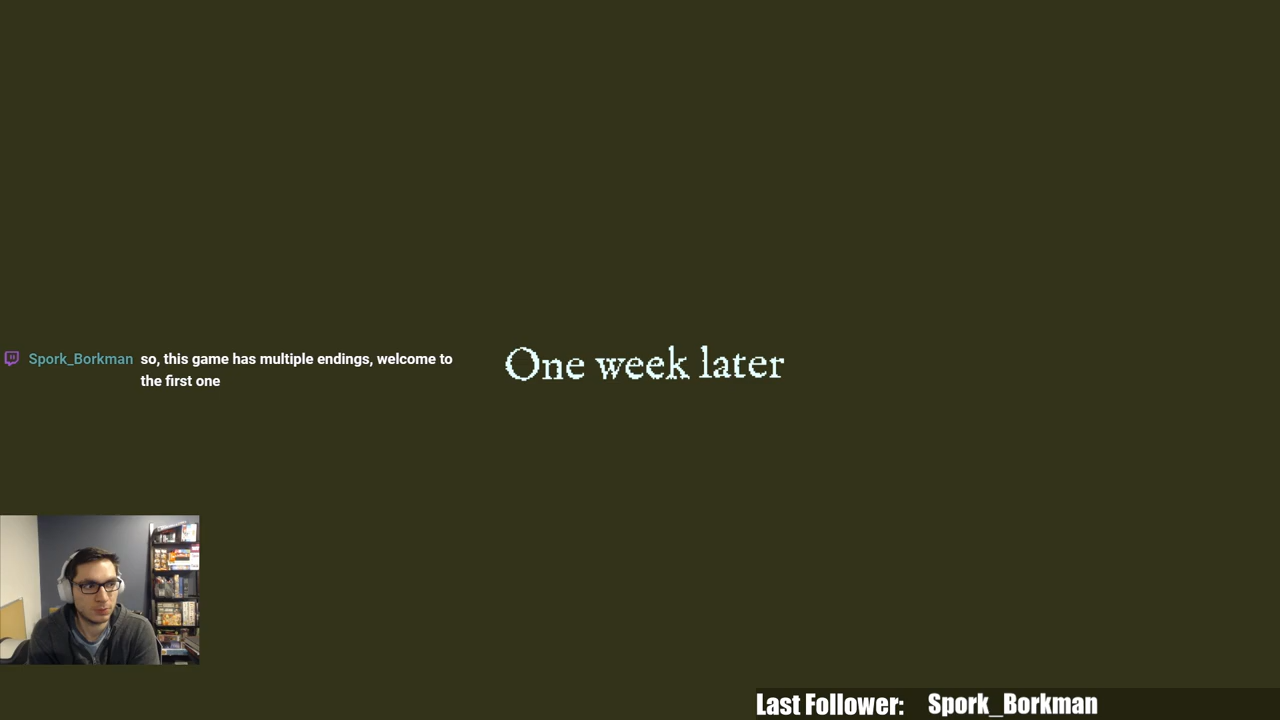 Spork_Borkman so, this game has multiple endings, welcome to
the first one
One week later
Last Follower: Spork_Borkman